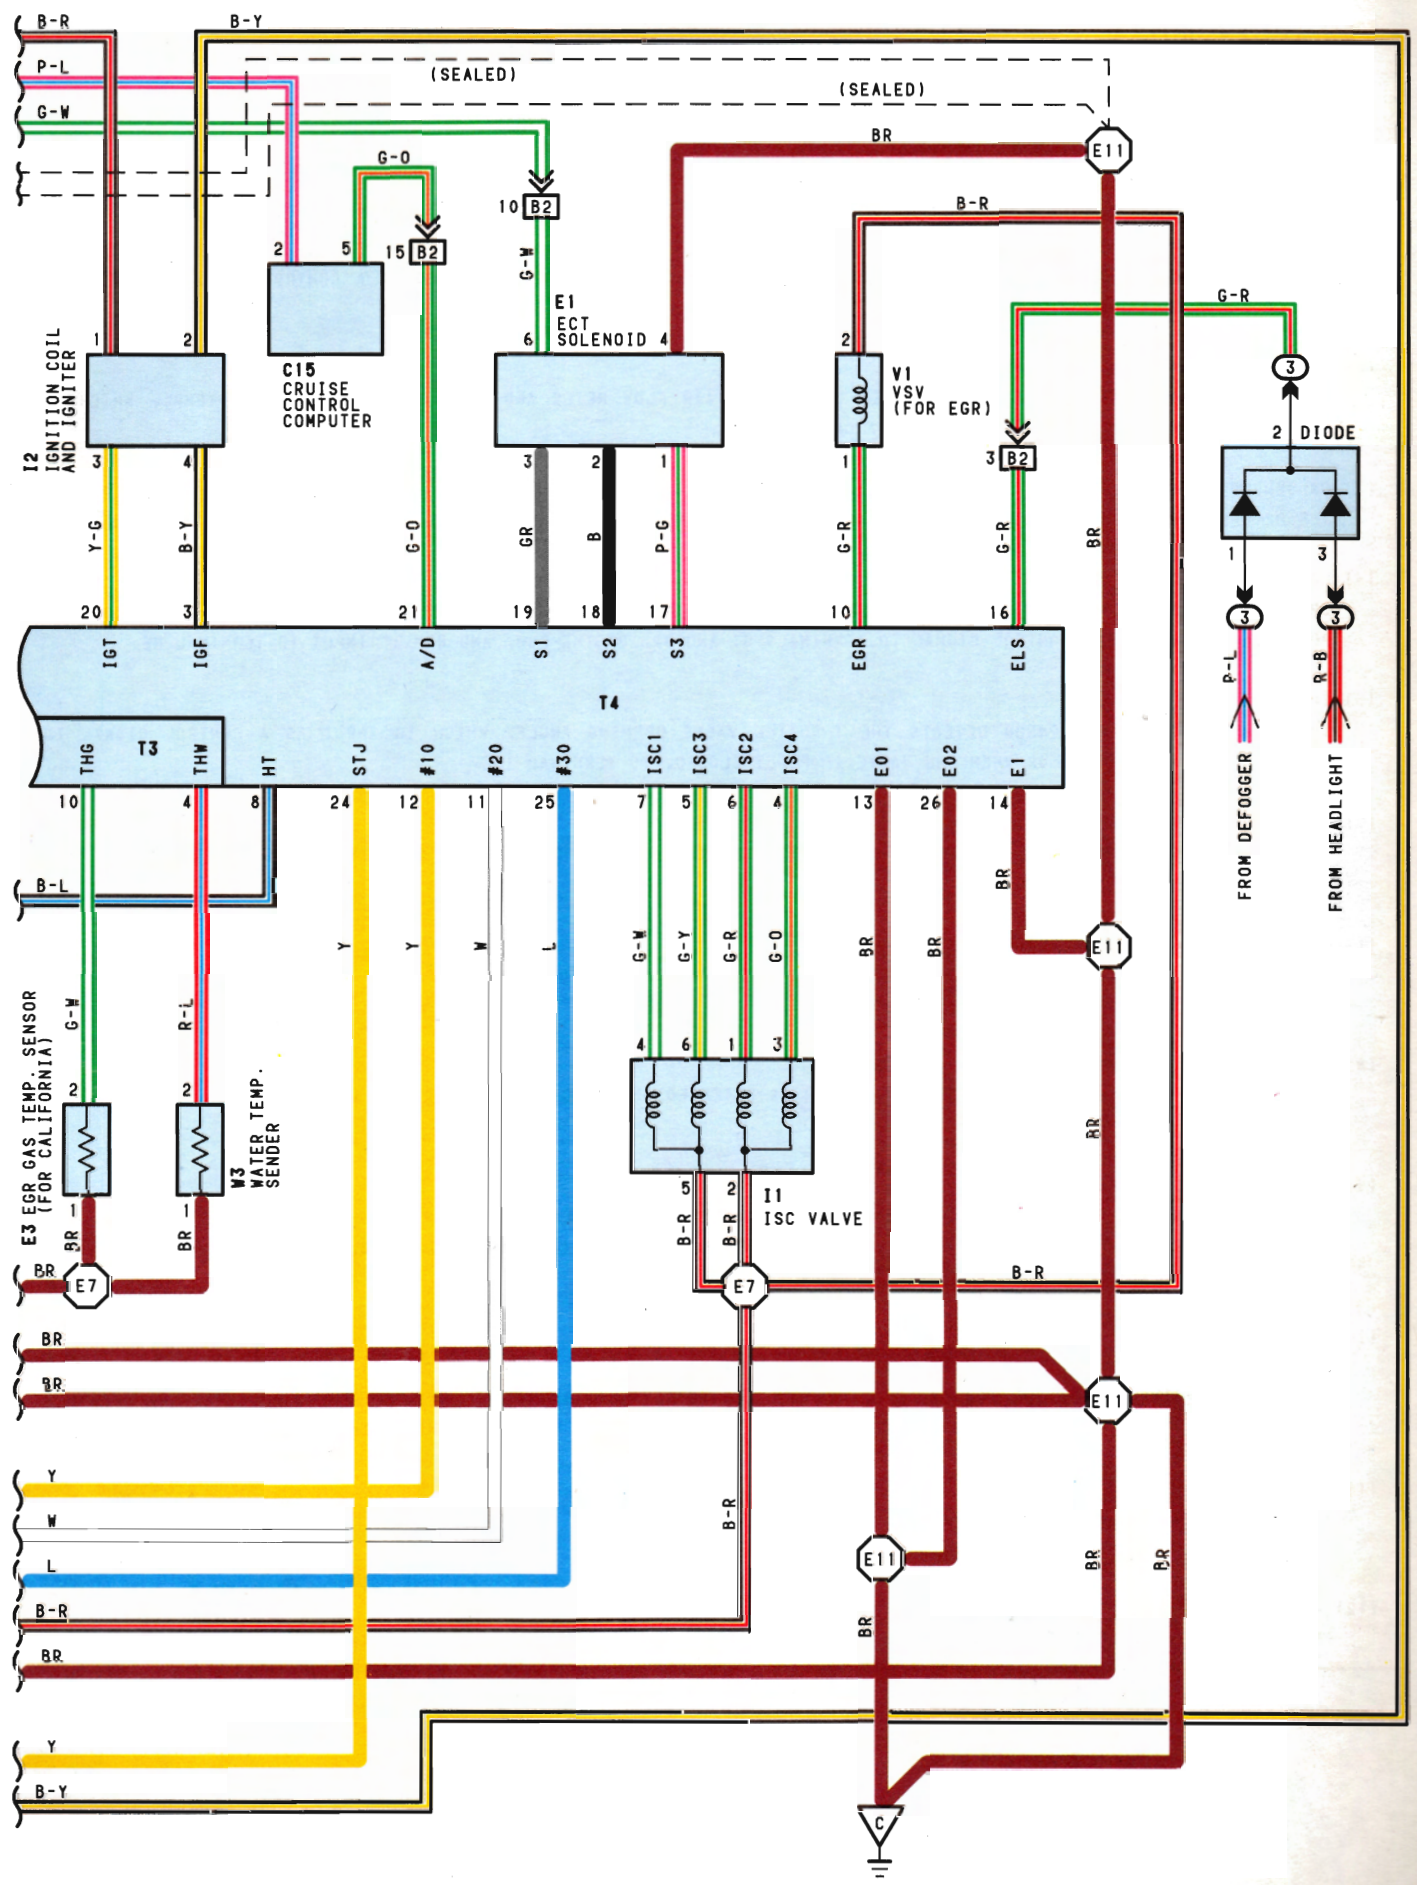 B-R
B-Y
P-L
(SEALED)
(SEALED)
G-W
BR
E11
G-O
B-R
10 B2
2
5
15 B2
G-W
G-R
E1
ECT
SOLENOID
1
2
6
4
2
3
I2
IGNITION COIL
AND IGNITER
C15
CRUISE
CONTROL
COMPUTER
V1
VSV
(FOR EGR)
2 DIODE
3
4
3
2
1
1
3 B2
Y-G
B-Y
G-O
GR
B
P-G
G-R
G-R
BR
1
3
20
3
21
19
18
17
10
16
3
3
IGT
IGF
A/D
S1
S2
S3
EGR
ELS
P-L
R-B
T4
T3
THG
THW
HT
STJ
#10
#20
#30
ISC1
ISC3
ISC2
ISC4
E01
E02
E1
10
4
8
24
12
11
25
7
5
6
4
13
26
14
FROM DEFOGGER
FROM HEADLIGHT
B-L
BR
Y
Y
W
L
G-W
G-Y
G-R
G-O
BR
BR
E11
G-W
R-L
4
6
1
3
2
2
E3 EGR GAS TEMP. SENSOR
(FOR CALIFORNIA)
W3
WATER TEMP.
SENDER
BR
1
1
5
2
I1
ISC VALVE
BR
BR
B-R
B-R
BR
E7
E7
B-R
BR
BR
E11
Y
W
B-R
L
E11
BR
BR
B-R
BR
BR
Y
B-Y
C